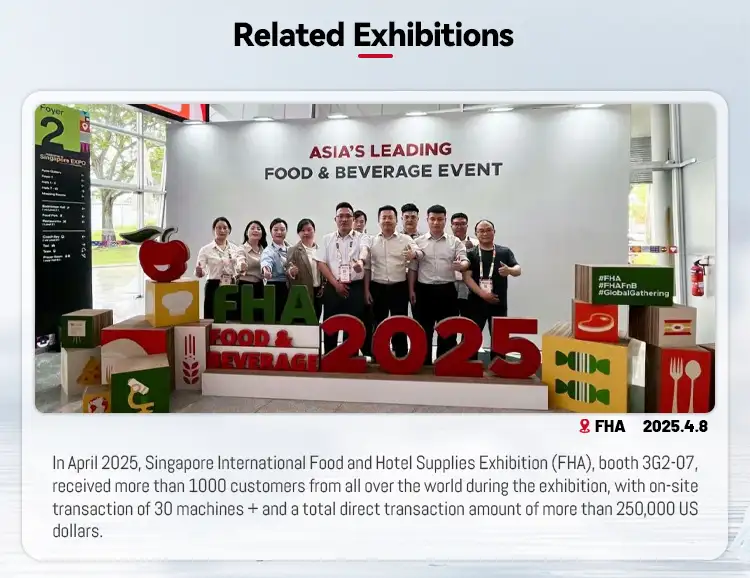 Related Exhibitions
Foyer
2
Singapore EXPO
ASIA'S LEADING
FOOD & BEVERAGE EVENT
#FHA
#FHAFnB
#GlobalGathering
FHA
FOOD &
BEVERAGE
2025
FHA 2025.4.8
In April 2025, Singapore International Food and Hotel Supplies Exhibition (FHA), booth 3G2-07,
received more than 1000 customers from all over the world during the exhibition, with on-site
transaction of 30 machines + and a total direct transaction amount of more than 250,000 US
dollars.